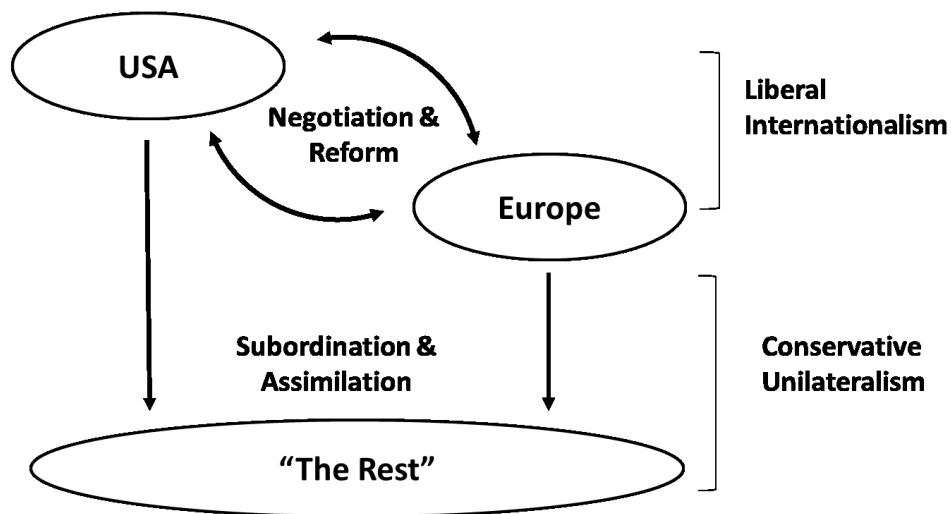 USA
Negotiation &
Reform
Liberal
Internationalism
Europe
Subordination &
Assimilation
Conservative
Unilateralism
“The Rest”